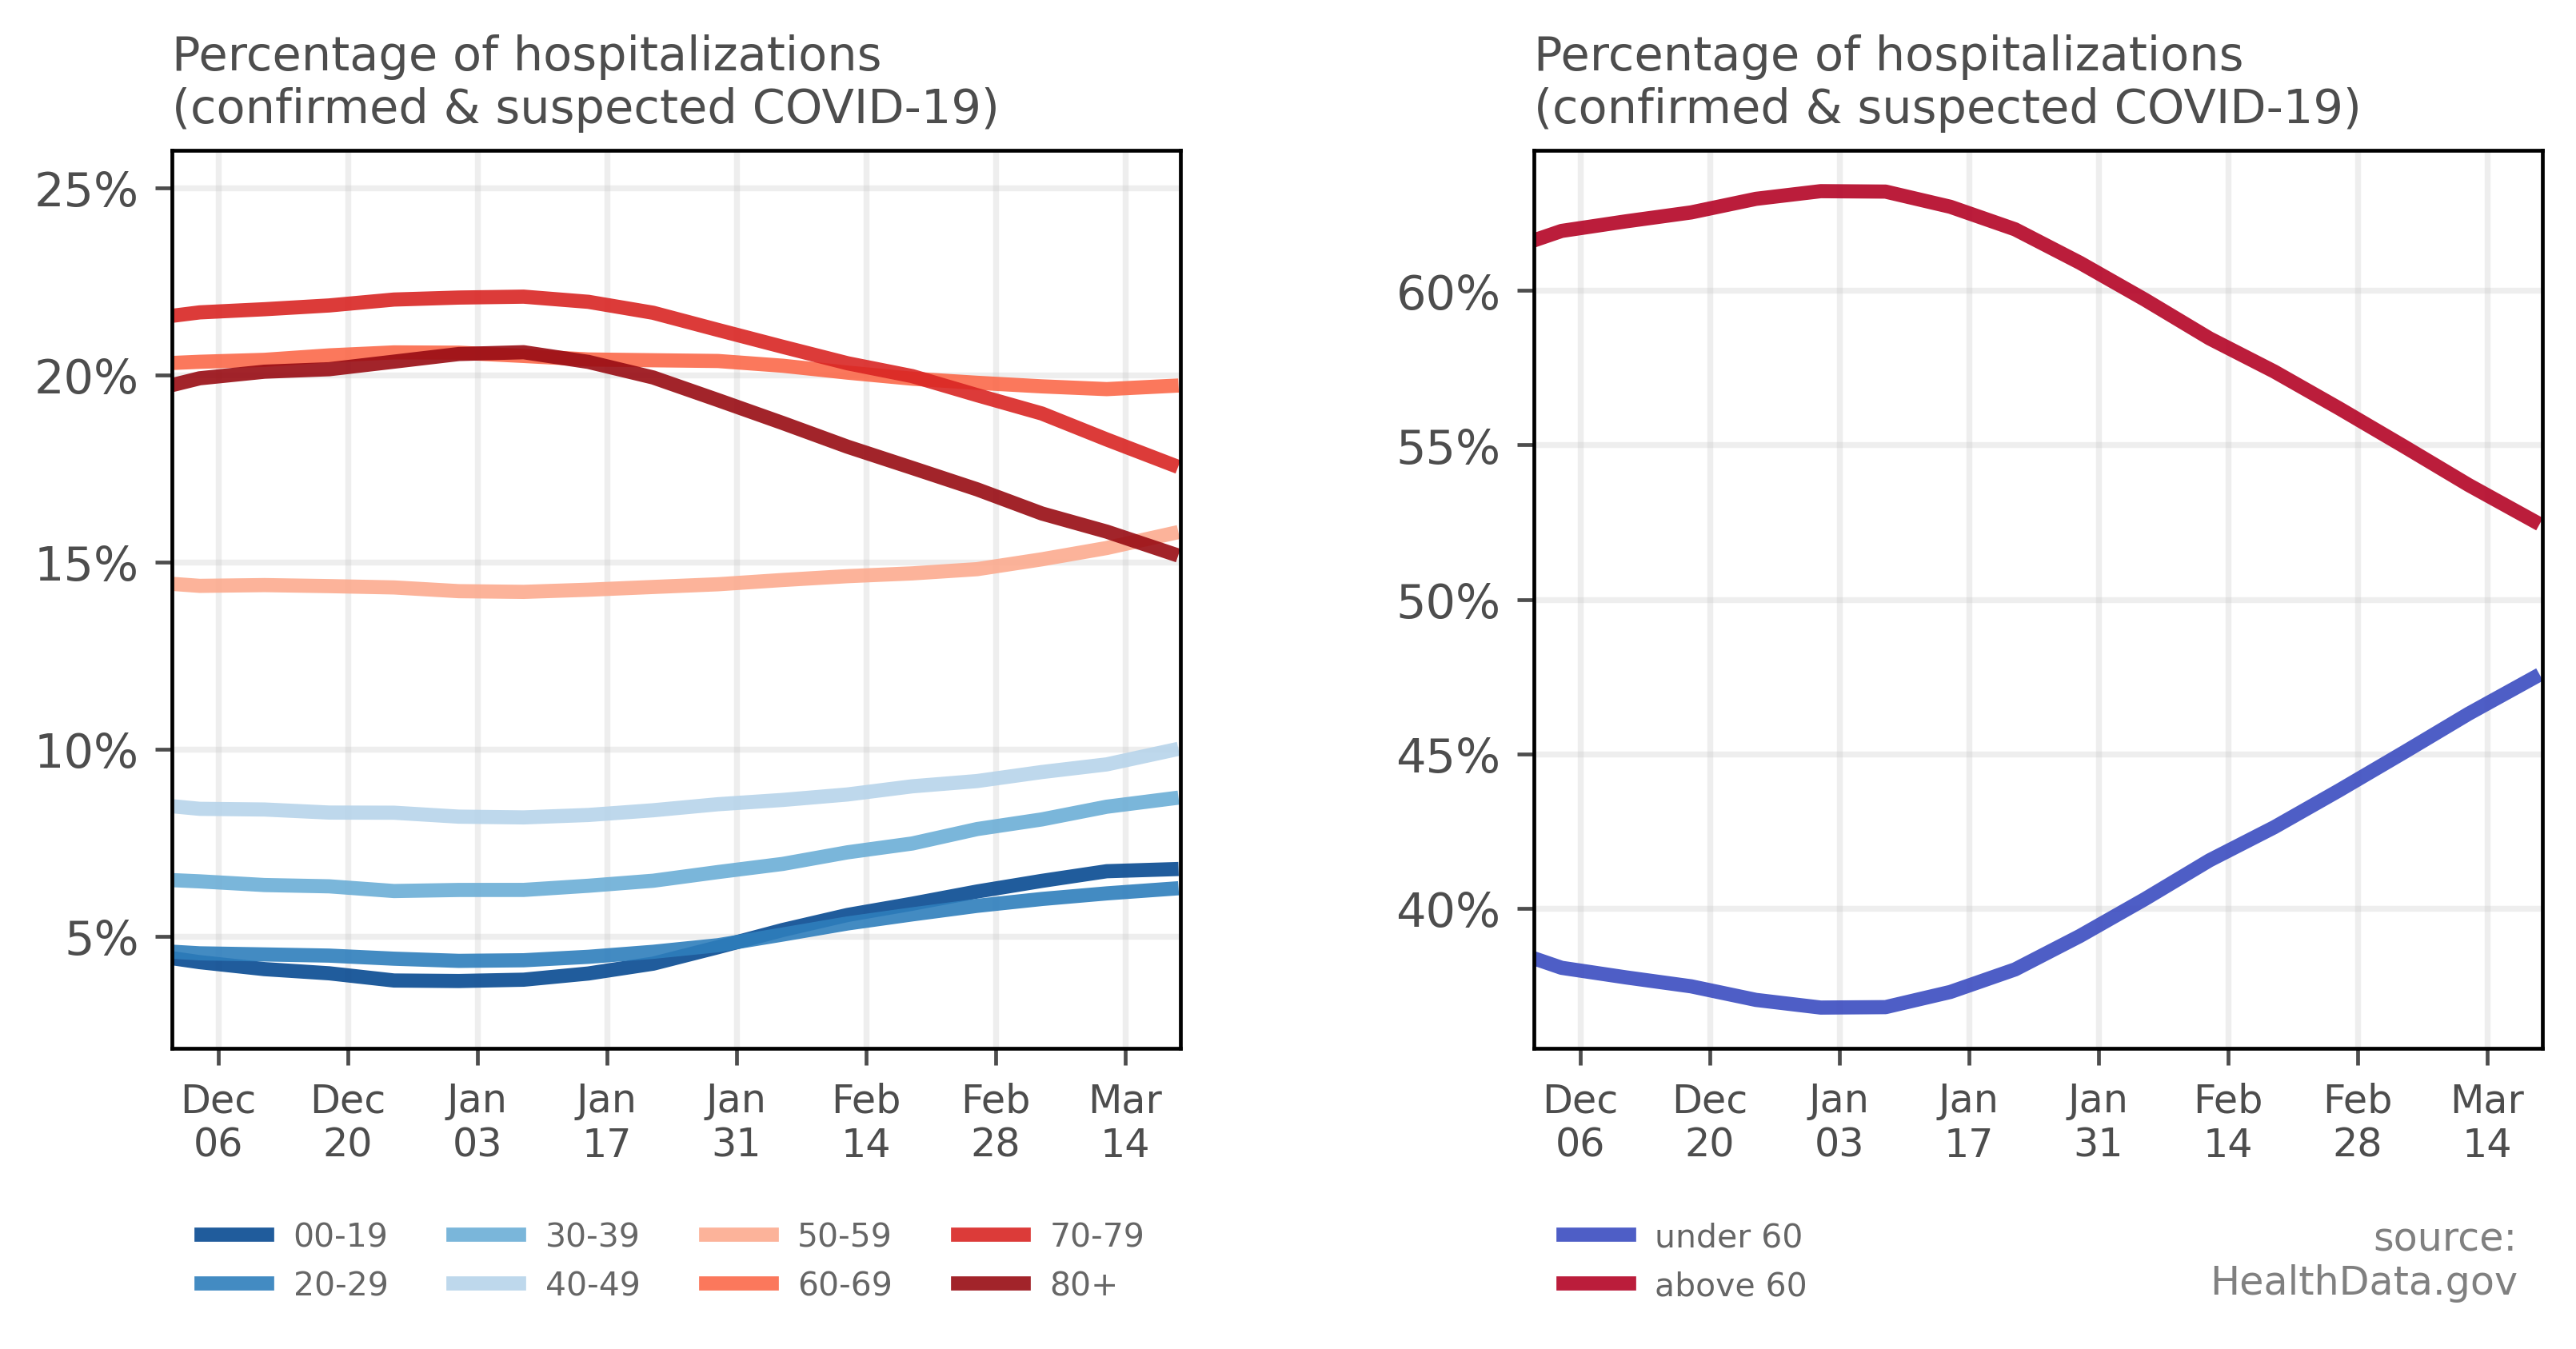 Percentage of hospitalizations
(confirmed & suspected COVID-19)
25%
20%
15%
10%
5%
Dec
06
Dec
20
Jan
03
Jan
17
Jan
31
Feb
14
Feb
28
Mar
14
00-19
20-29
30-39
40-49
50-59
60-69
70-79
80+
Percentage of hospitalizations
(confirmed & suspected COVID-19)
60%
55%
50%
45%
40%
Dec
06
Dec
20
Jan
03
Jan
17
Jan
31
Feb
14
Feb
28
Mar
14
under 60
above 60
source:
HealthData.gov